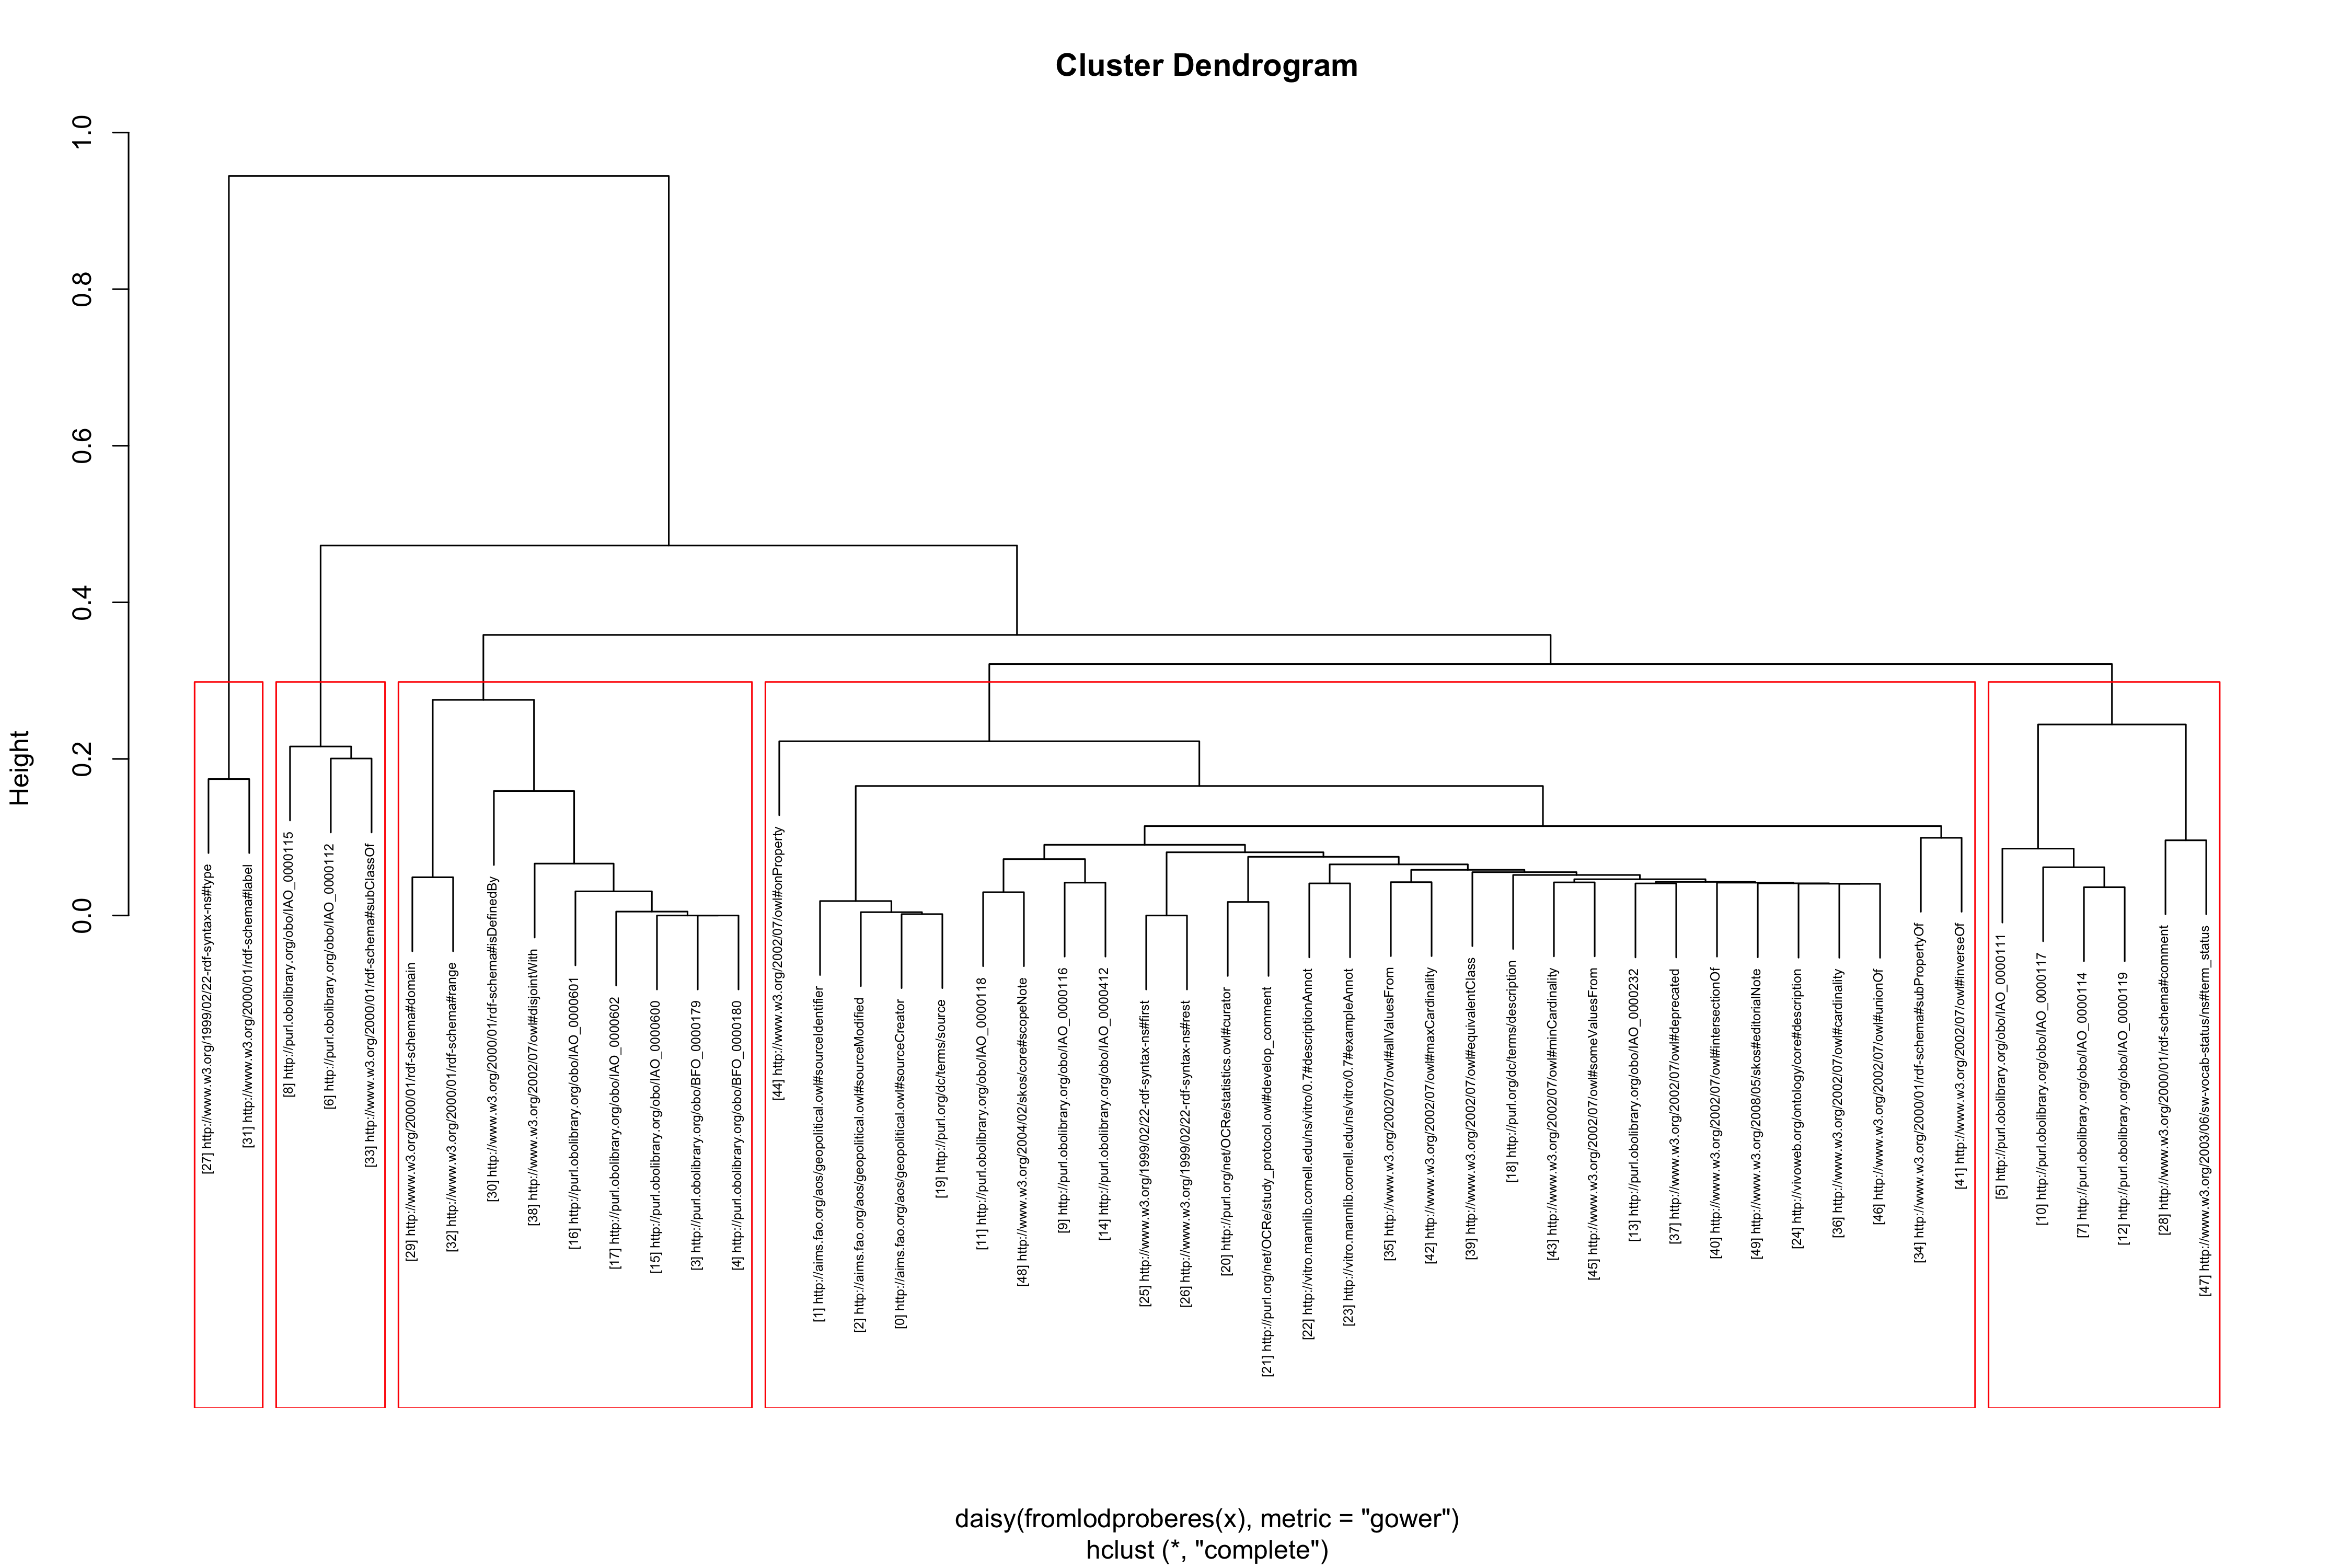 Cluster Dendrogram
Height
1.0
0.8
0.6
0.4
0.2
0.0
[27] http://www.w3.org/1999/02/22-rdf-syntax-ns#type
[31] http://www.w3.org/2000/01/rdf-schema#label
[8] http://purl.obolibrary.org/obo/IAO_0000115
[6] http://purl.obolibrary.org/obo/IAO_0000112
[33] http://www.w3.org/2000/01/rdf-schema#subClassOf
[29] http://www.w3.org/2000/01/rdf-schema#domain
[32] http://www.w3.org/2000/01/rdf-schema#range
[30] http://www.w3.org/2000/01/rdf-schema#isDefinedBy
[38] http://www.w3.org/2002/07/owl#disjointWith
[16] http://purl.obolibrary.org/obo/IAO_0000601
[17] http://purl.obolibrary.org/obo/IAO_0000602
[15] http://purl.obolibrary.org/obo/IAO_0000600
[3] http://purl.obolibrary.org/obo/BFO_0000179
[4] http://purl.obolibrary.org/obo/BFO_0000180
[44] http://www.w3.org/2002/07/owl#onProperty
[1] http://aims.fao.org/aos/geopolitical.owl#sourceIdentifier
[2] http://aims.fao.org/aos/geopolitical.owl#sourceModified
[0] http://aims.fao.org/aos/geopolitical.owl#sourceCreator
[19] http://purl.org/dc/terms/source
[11] http://purl.obolibrary.org/obo/IAO_0000118
[48] http://www.w3.org/2004/02/skos/core#scopeNote
[9] http://purl.obolibrary.org/obo/IAO_0000116
[14] http://purl.obolibrary.org/obo/IAO_0000412
[25] http://www.w3.org/1999/02/22-rdf-syntax-ns#first
[26] http://www.w3.org/1999/02/22-rdf-syntax-ns#rest
[20] http://purl.org/net/OCRe/statistics.owl#curator
[21] http://purl.org/net/OCRe/study_protocol.owl#develop_comment
[22] http://vitro.mannlib.cornell.edu/ns/vitro/0.7#descriptionAnnot
[23] http://vitro.mannlib.cornell.edu/ns/vitro/0.7#exampleAnnot
[35] http://www.w3.org/2002/07/owl#allValuesFrom
[42] http://www.w3.org/2002/07/owl#maxCardinality
[39] http://www.w3.org/2002/07/owl#equivalentClass
[18] http://purl.org/dc/terms/description
[43] http://www.w3.org/2002/07/owl#minCardinality
[45] http://www.w3.org/2002/07/owl#someValuesFrom
[13] http://purl.obolibrary.org/obo/IAO_0000232
[37] http://www.w3.org/2002/07/owl#deprecated
[40] http://www.w3.org/2002/07/owl#intersectionOf
[49] http://www.w3.org/2008/05/skos#editorialNote
[24] http://vivoweb.org/ontology/core#description
[36] http://www.w3.org/2002/07/owl#cardinality
[46] http://www.w3.org/2002/07/owl#unionOf
[34] http://www.w3.org/2000/01/rdf-schema#subPropertyOf
[41] http://www.w3.org/2002/07/owl#inverseOf
[5] http://purl.obolibrary.org/obo/IAO_0000111
[10] http://purl.obolibrary.org/obo/IAO_0000117
[7] http://purl.obolibrary.org/obo/IAO_0000114
[12] http://purl.obolibrary.org/obo/IAO_0000119
[28] http://www.w3.org/2000/01/rdf-schema#comment
[47] http://www.w3.org/2003/06/sw-vocab-status/ns#term_status
daisy(fromlodproberes(x), metric = "gower")
hclust (*, "complete")